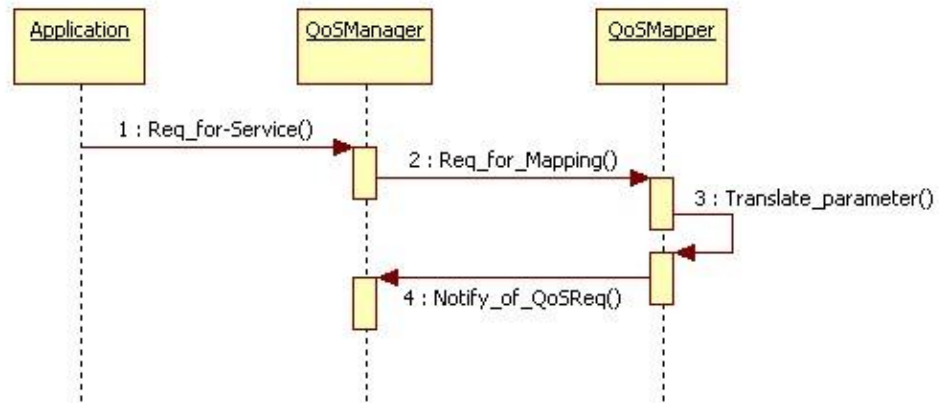 Application
QoSManager
QoSMapper
1 : Req_for-Service()
2 : Req_for_Mapping()
3 : Translate_parameter()
4 : Notify_of_QoSReq()